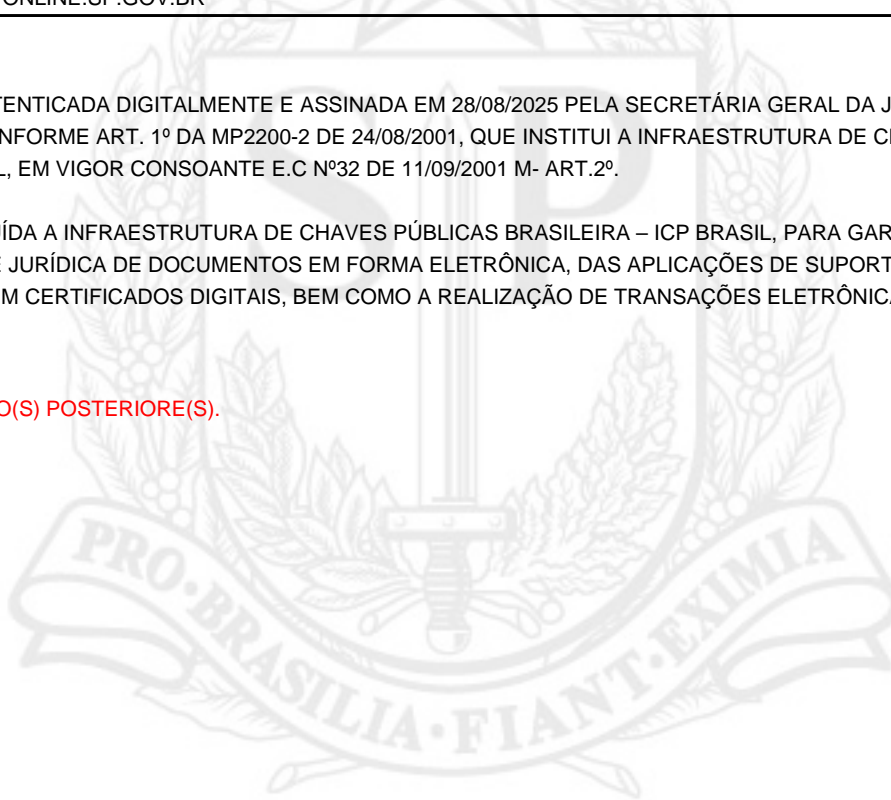 ONLINE.SP.GOV.BR
TENTICADA DIGITALMENTE E ASSINADA EM 28/08/2025 PELA SECRETÁRIA GERAL DA J
NFORME ART. 1º DA MP2200-2 DE 24/08/2001, QUE INSTITUI A INFRAESTRUTURA DE C
L, EM VIGOR CONSOANTE E.C Nº32 DE 11/09/2001 M- ART.2º.
UÍDA A INFRAESTRUTURA DE CHAVES PÚBLICAS BRASILEIRA – ICP BRASIL, PARA GAR
E JURÍDICA DE DOCUMENTOS EM FORMA ELETRÔNICA, DAS APLICAÇÕES DE SUPORT
M CERTIFICADOS DIGITAIS, BEM COMO A REALIZAÇÃO DE TRANSAÇÕES ELETRÔNICA
O(S) POSTERIORE(S).
SP
PRO·BRASILIA·FIANT·EXIMIA